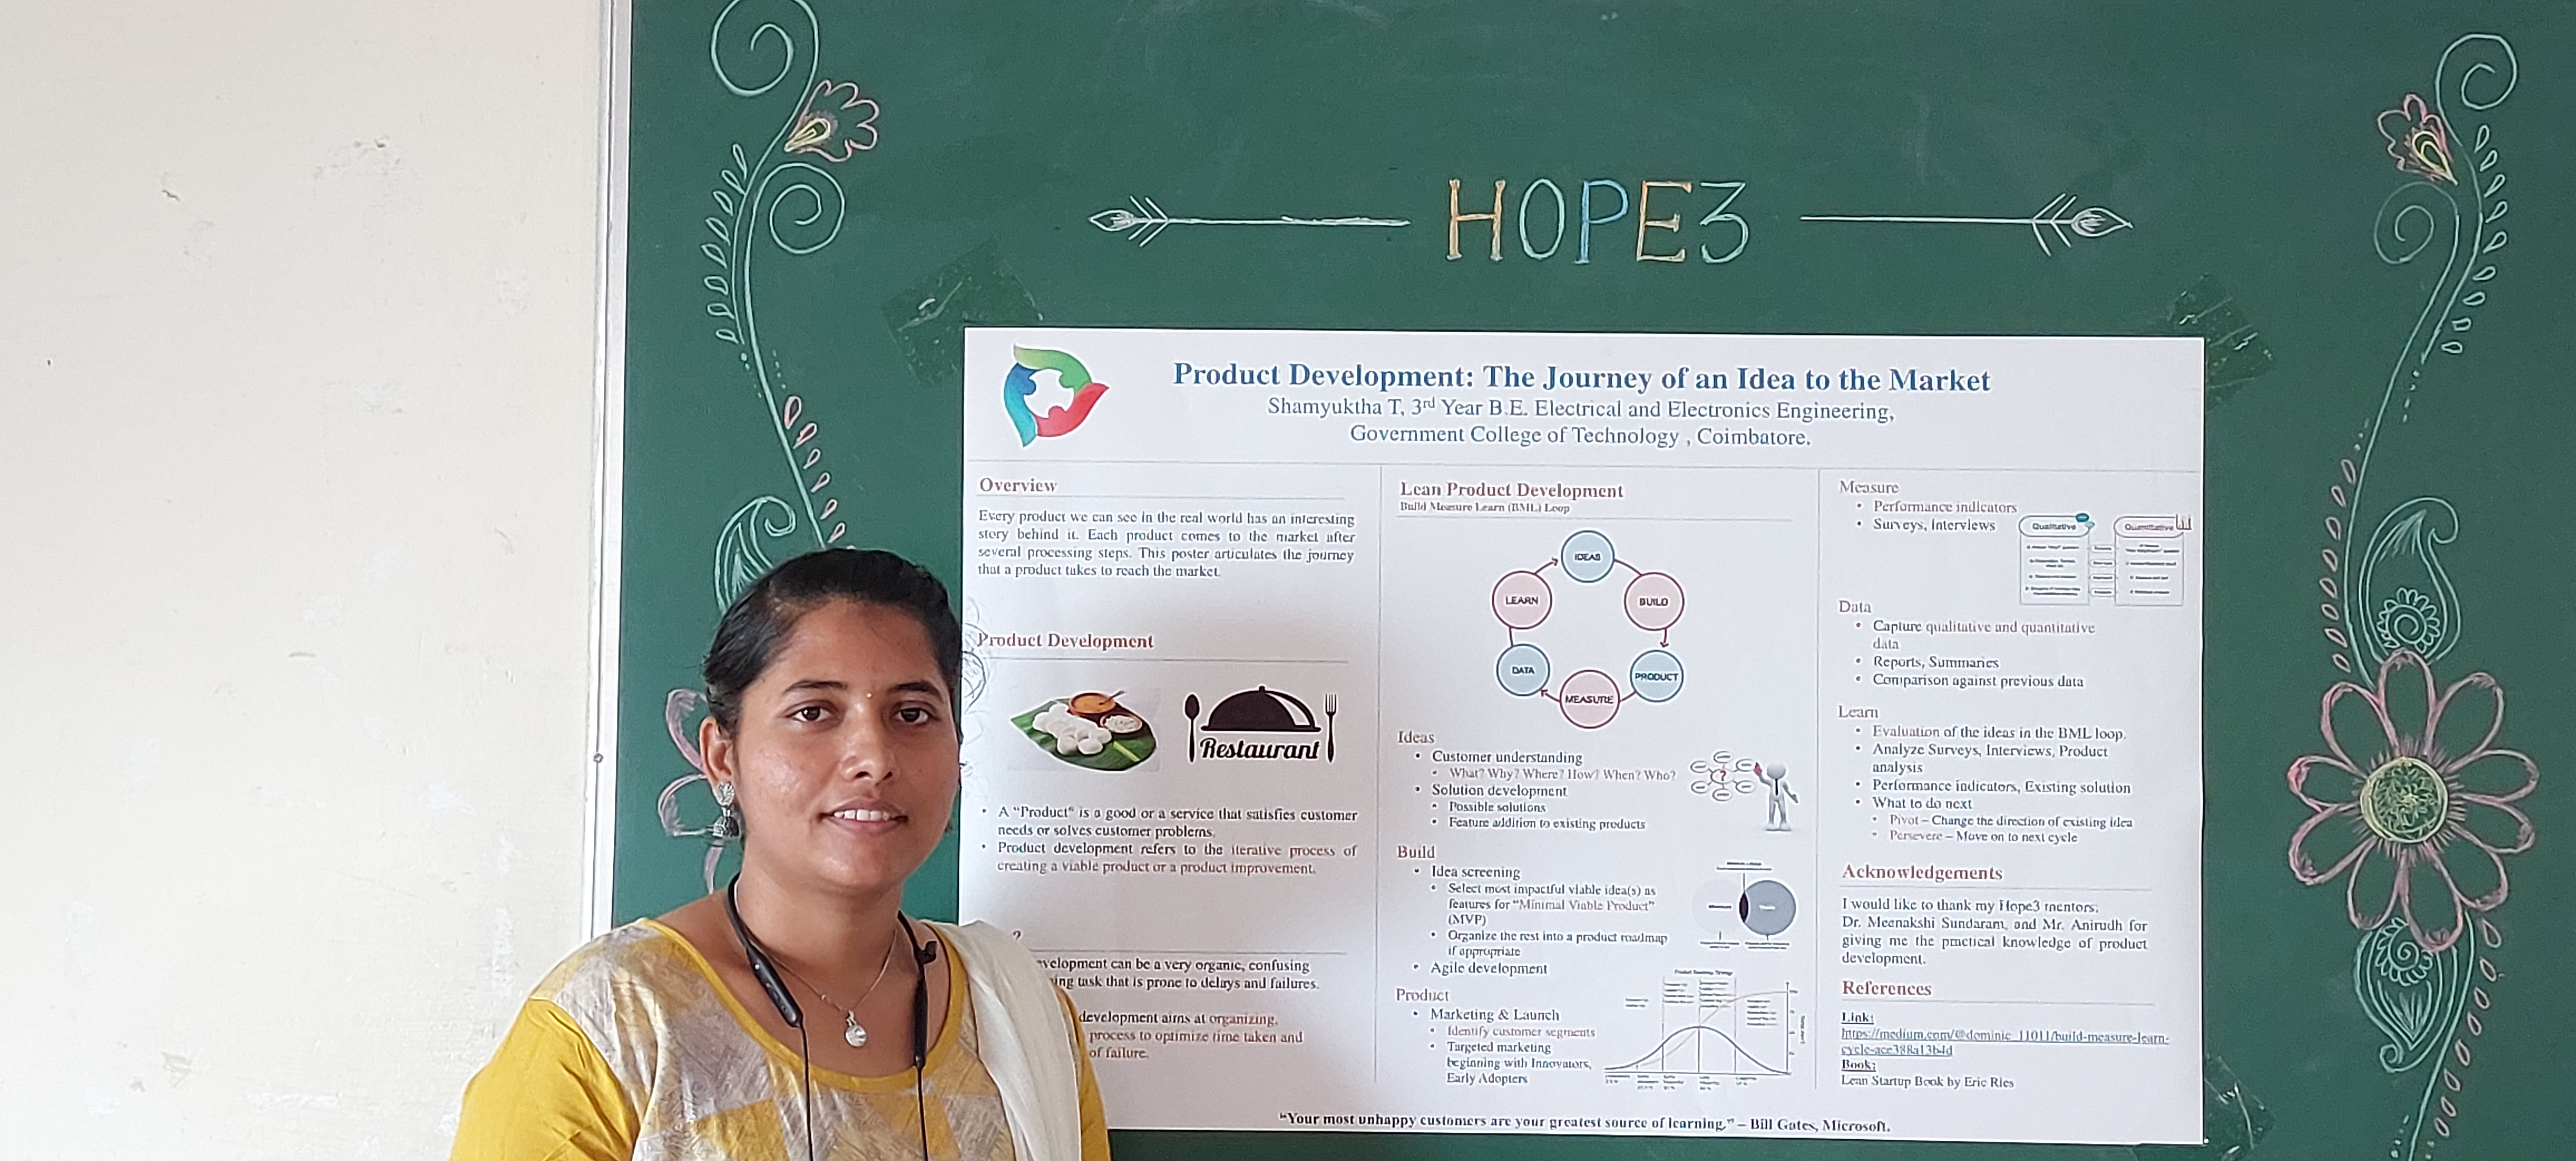 HOPE3
Product Development: The Journey of an Idea to the Market
Shamyuktha T, 3rd Year B.E. Electrical and Electronics Engineering,
Government College of Technology , Coimbatore.
Overview
Every product we can see in the real world has an interesting
story behind it. Each product comes to the market after
several processing steps. This poster articulates the journey
that a product takes to reach the market.
Product Development
Restaurant
• A "Product" is a good or a service that satisfies customer
needs or solves customer problems.
• Product development refers to the iterative process of
creating a viable product or a product improvement.
?
development can be a very organic, confusing
task that is prone to delays and failures.
development aims at organizing,
process to optimize time taken and
of failure.
Lean Product Development
Build Measure Learn (BML) Loop
IDEAS
BUILD
PRODUCT
MEASURE
DATA
LEARN
Ideas
• Customer understanding
• What? Why? Where? How? When? Who?
• Solution development
• Possible solutions
• Feature addition to existing products
?
Build
• Idea screening
• Select most impactful viable idea(s) as
features for "Minimal Viable Product"
(MVP)
• Organize the rest into a product roadmap
if appropriate
• Agile development
Product
• Marketing & Launch
• Identify customer segments
• Targeted marketing
beginning with Innovators,
Early Adopters
Measure
• Performance indicators
• Surveys, Interviews
Qualitative
Quantitative
Data
• Capture qualitative and quantitative
data
• Reports, Summaries
• Comparison against previous data
Learn
• Evaluation of the ideas in the BML loop.
• Analyze Surveys, Interviews, Product
analysis
• Performance indicators, Existing solution
• What to do next
• Pivot – Change the direction of existing idea
• Persevere – Move on to next cycle
Acknowledgements
I would like to thank my Hope3 mentors,
Dr. Meenakshi Sundaram, and Mr. Anirudh for
giving me the practical knowledge of product
development.
References
Link:
https://medium.com/@dominic_11011/build-measure-learn-
cycle-ace388a13b4d
Book:
Lean Startup Book by Eric Ries
"Your most unhappy customers are your greatest source of learning." – Bill Gates, Microsoft.